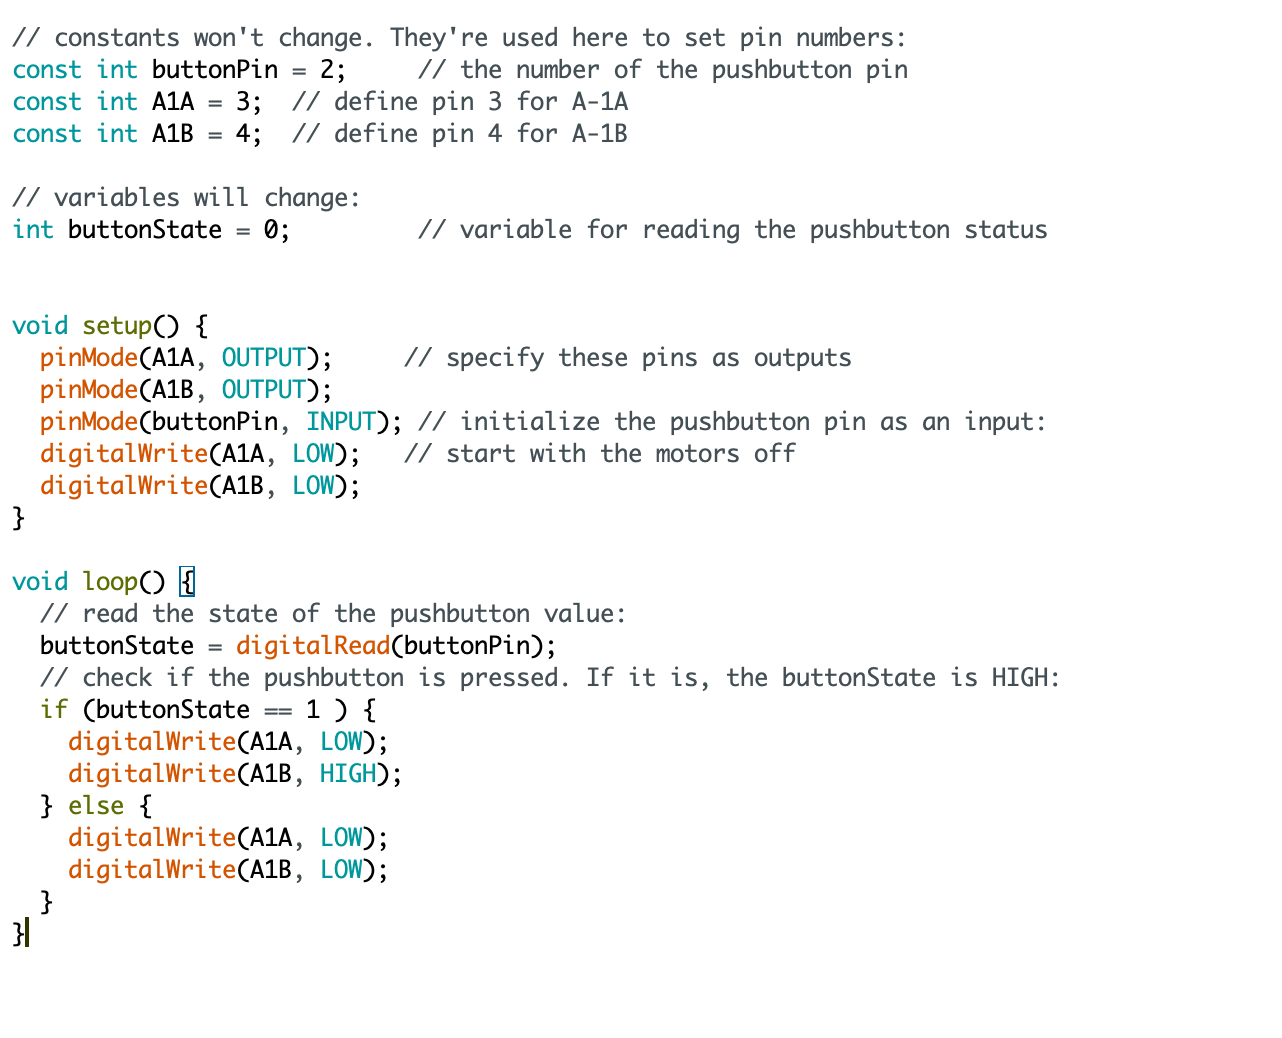 // constants won't change. They're used here to set pin numbers:
const int buttonPin = 2;     // the number of the pushbutton pin
const int A1A = 3;  // define pin 3 for A-1A
const int A1B = 4;  // define pin 4 for A-1B

// variables will change:
int buttonState = 0;         // variable for reading the pushbutton status


void setup() {
  pinMode(A1A, OUTPUT);     // specify these pins as outputs
  pinMode(A1B, OUTPUT);
  pinMode(buttonPin, INPUT); // initialize the pushbutton pin as an input:
  digitalWrite(A1A, LOW);   // start with the motors off
  digitalWrite(A1B, LOW);
}

void loop() {
  // read the state of the pushbutton value:
  buttonState = digitalRead(buttonPin);
  // check if the pushbutton is pressed. If it is, the buttonState is HIGH:
  if (buttonState == 1 ) {
    digitalWrite(A1A, LOW);
    digitalWrite(A1B, HIGH);
  } else {
    digitalWrite(A1A, LOW);
    digitalWrite(A1B, LOW);
  }
}